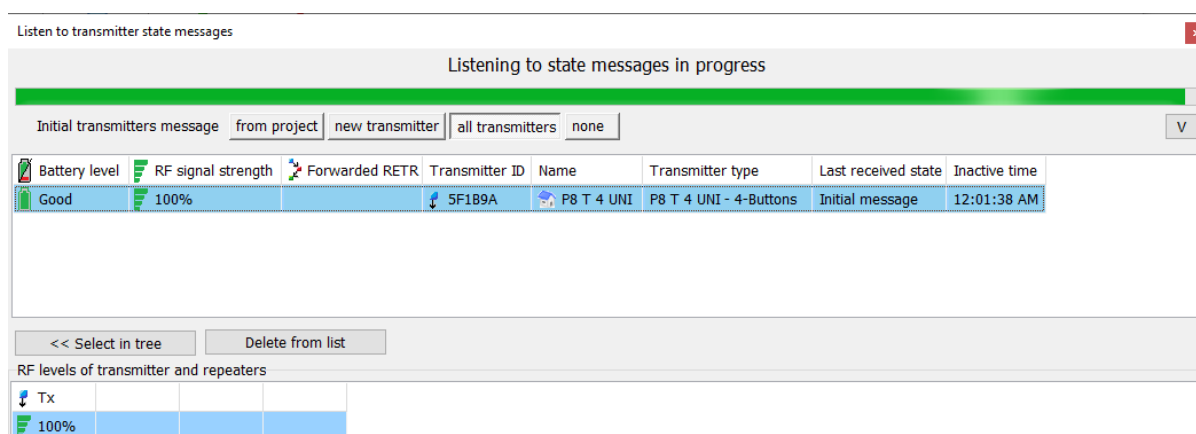 Listen to transmitter state messages
Listening to state messages in progress
Initial transmitters message from project new transmitter all transmitters none V
Battery level RF signal strength Forwarded RETR Transmitter ID Name Transmitter type Last received state Inactive time
Good 100% 5F1B9A P8 T 4 UNI P8 T 4 UNI - 4-Buttons Initial message 12:01:38 AM
<< Select in tree Delete from list
RF levels of transmitter and repeaters
Tx
100%